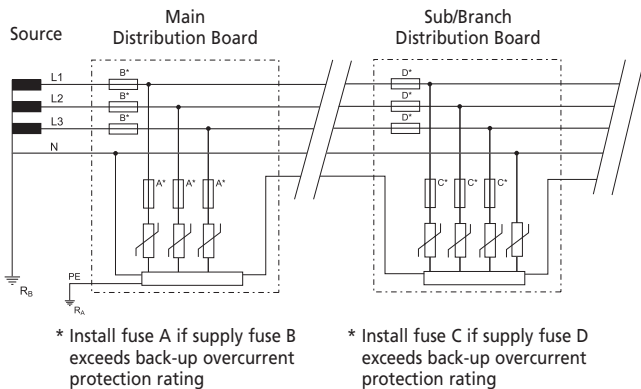 Source
Main
Distribution Board
Sub/Branch
Distribution Board
L1
B*
D*
L2
B*
D*
L3
B*
D*
N
A* A* A*
C* C* C*
PE
RB
RA
* Install fuse A if supply fuse B
exceeds back-up overcurrent
protection rating
* Install fuse C if supply fuse D
exceeds back-up overcurrent
protection rating